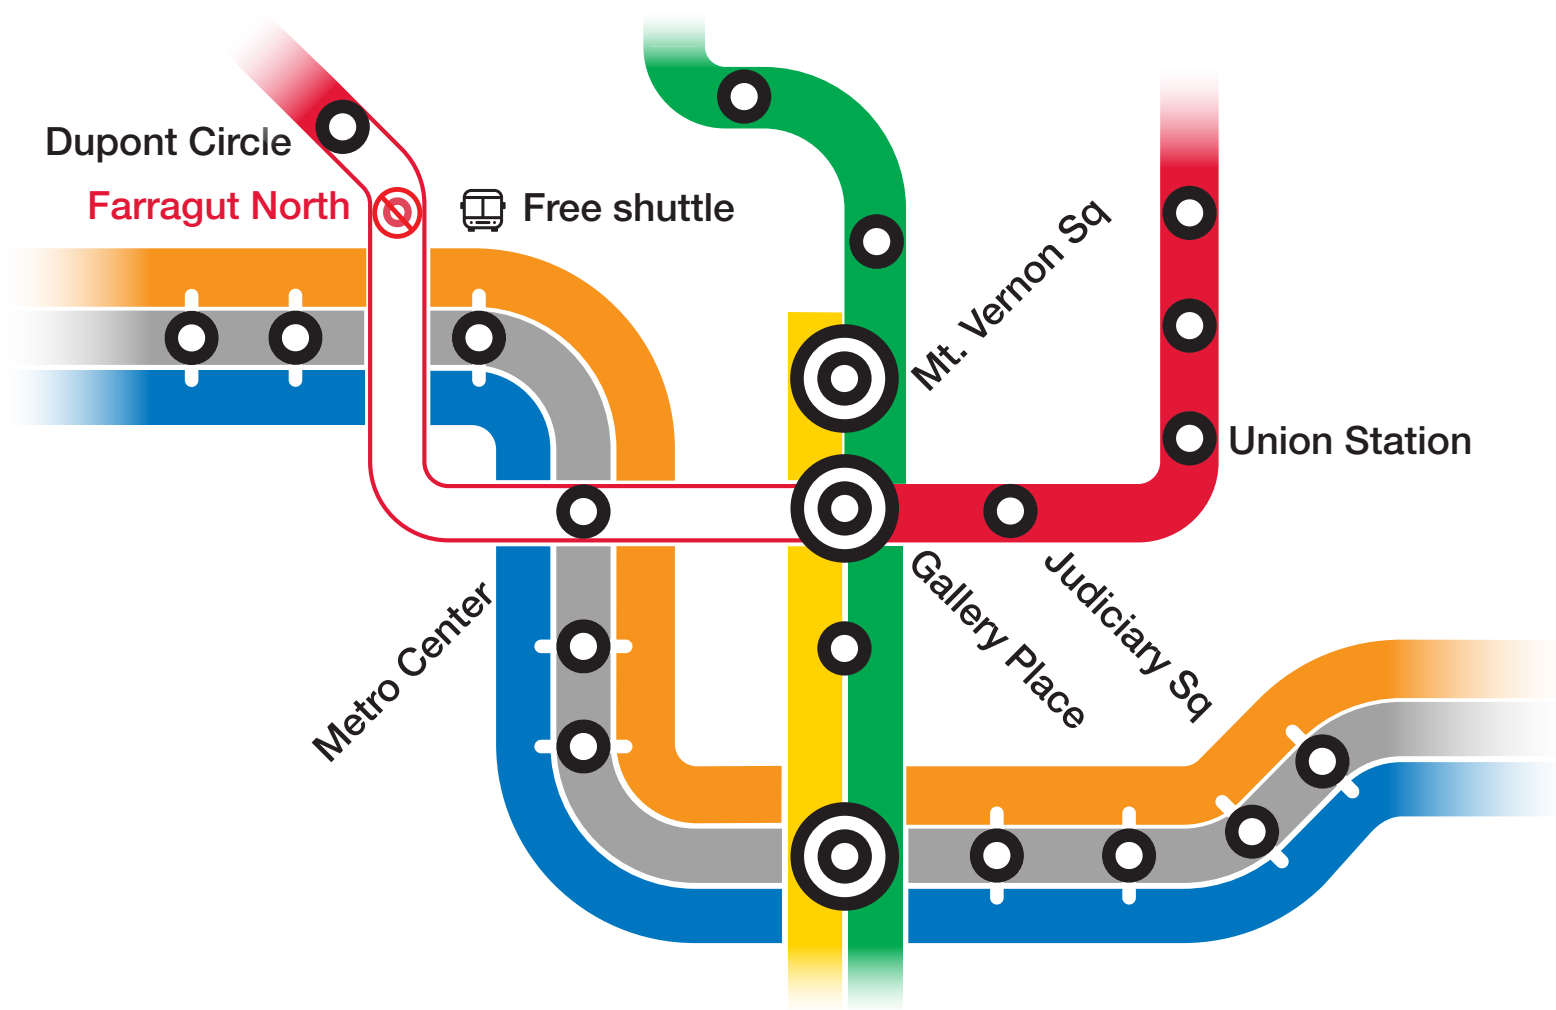 Dupont Circle
Farragut North
Free shuttle
Mt. Vernon Sq
Union Station
Metro Center
Gallery Place
Judiciary Sq